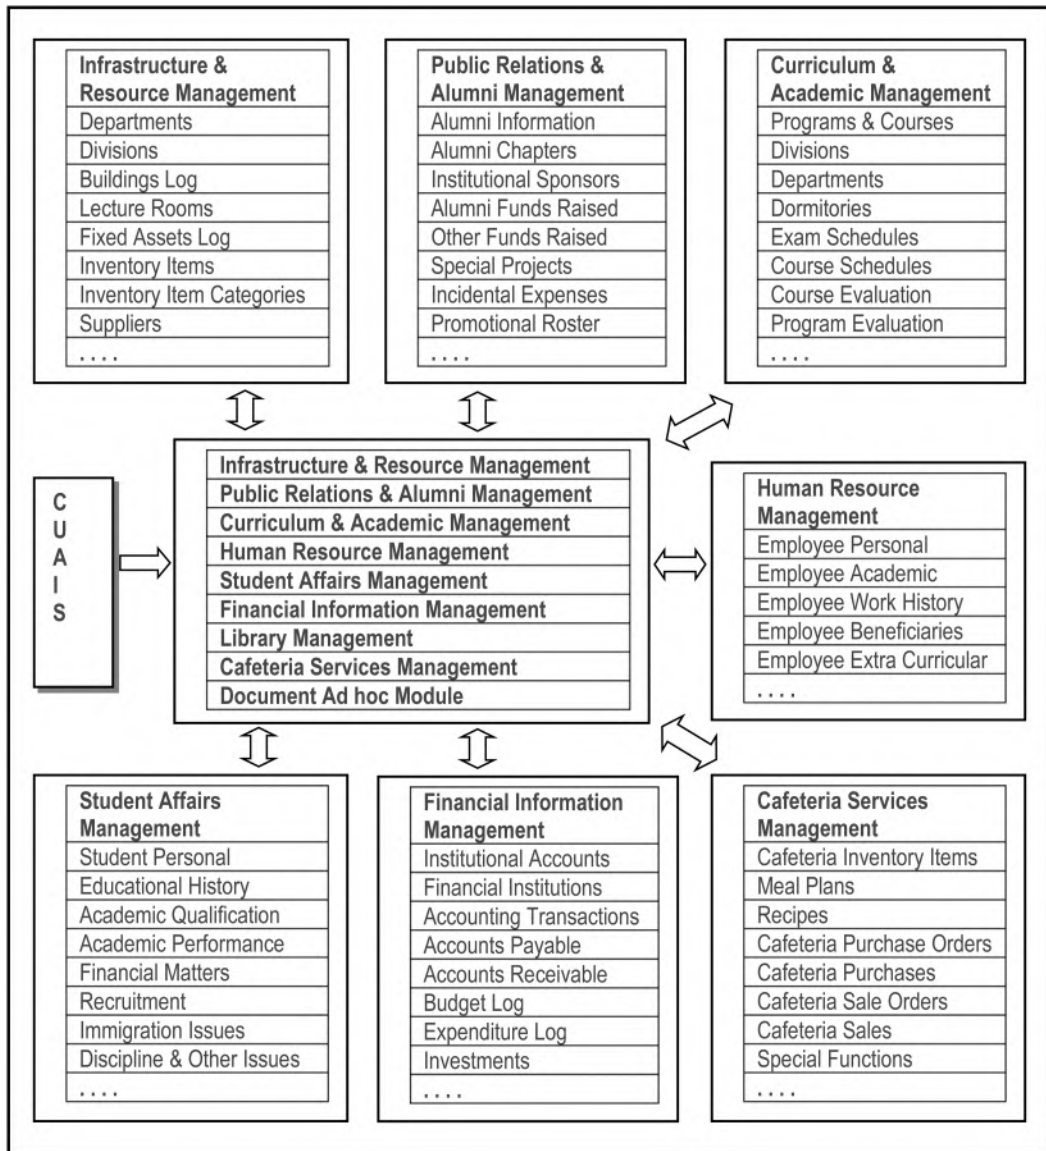 Infrastructure &
Resource Management
Departments
Divisions
Buildings Log
Lecture Rooms
Fixed Assets Log
Inventory Items
Inventory Item Categories
Suppliers
. . . .
Public Relations &
Alumni Management
Alumni Information
Alumni Chapters
Institutional Sponsors
Alumni Funds Raised
Other Funds Raised
Special Projects
Incidental Expenses
Promotional Roster
. . . .
Curriculum &
Academic Management
Programs & Courses
Divisions
Departments
Dormitories
Exam Schedules
Course Schedules
Course Evaluation
Program Evaluation
. . . .
C
U
A
I
S
Infrastructure & Resource Management
Public Relations & Alumni Management
Curriculum & Academic Management
Human Resource Management
Student Affairs Management
Financial Information Management
Library Management
Cafeteria Services Management
Document Ad hoc Module
Human Resource
Management
Employee Personal
Employee Academic
Employee Work History
Employee Beneficiaries
Employee Extra Curricular
. . . .
Student Affairs
Management
Student Personal
Educational History
Academic Qualification
Academic Performance
Financial Matters
Recruitment
Immigration Issues
Discipline & Other Issues
. . . .
Financial Information
Management
Institutional Accounts
Financial Institutions
Accounting Transactions
Accounts Payable
Accounts Receivable
Budget Log
Expenditure Log
Investments
. . . .
Cafeteria Services
Management
Cafeteria Inventory Items
Meal Plans
Recipes
Cafeteria Purchase Orders
Cafeteria Purchases
Cafeteria Sale Orders
Cafeteria Sales
Special Functions
. . . .